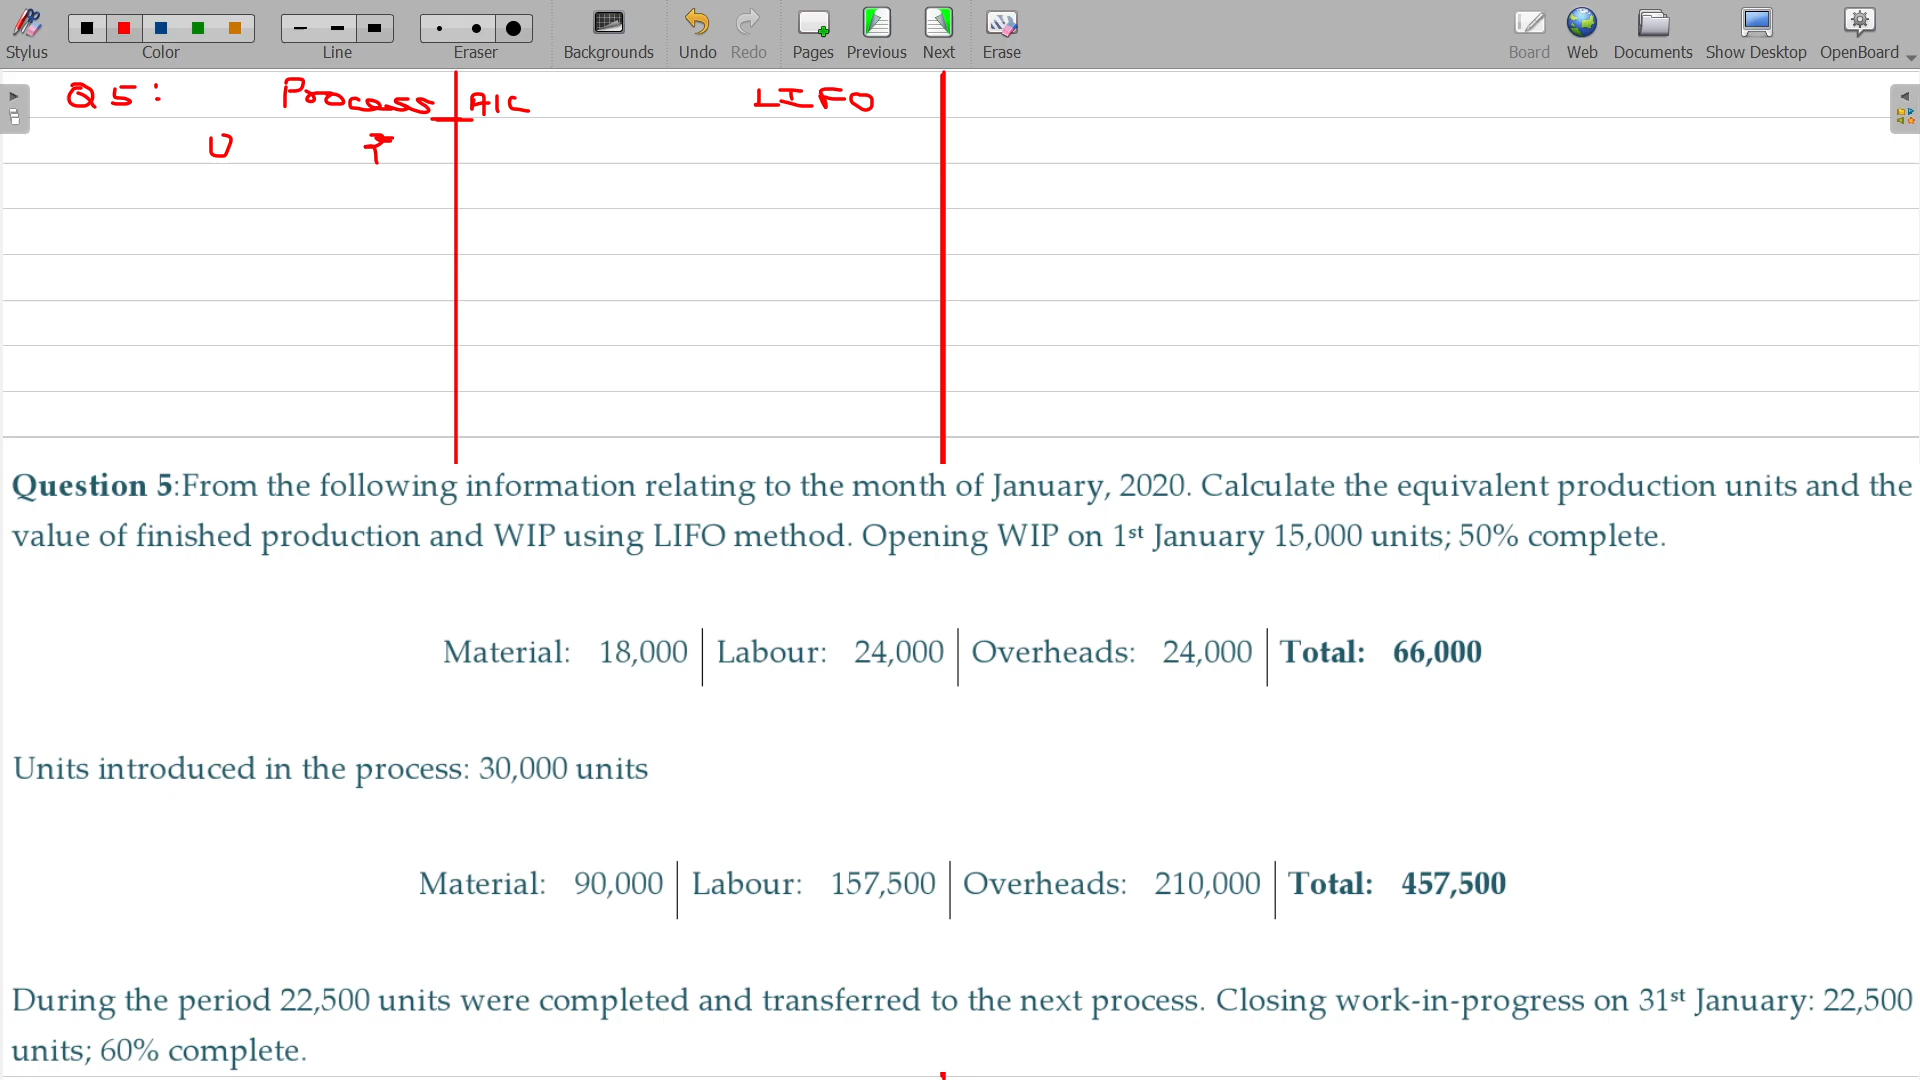 Stylus Color Line Eraser Backgrounds Undo Redo Pages Previous Next Erase Board Web Documents Show Desktop OpenBoard
Q 5 : Process A/C LIFO
U ₹
Question 5:From the following information relating to the month of January, 2020. Calculate the equivalent production units and the
value of finished production and WIP using LIFO method. Opening WIP on 1st January 15,000 units; 50% complete.
Material: 18,000 Labour: 24,000 Overheads: 24,000 Total: 66,000
Units introduced in the process: 30,000 units
Material: 90,000 Labour: 157,500 Overheads: 210,000 Total: 457,500
During the period 22,500 units were completed and transferred to the next process. Closing work-in-progress on 31st January: 22,500
units; 60% complete.